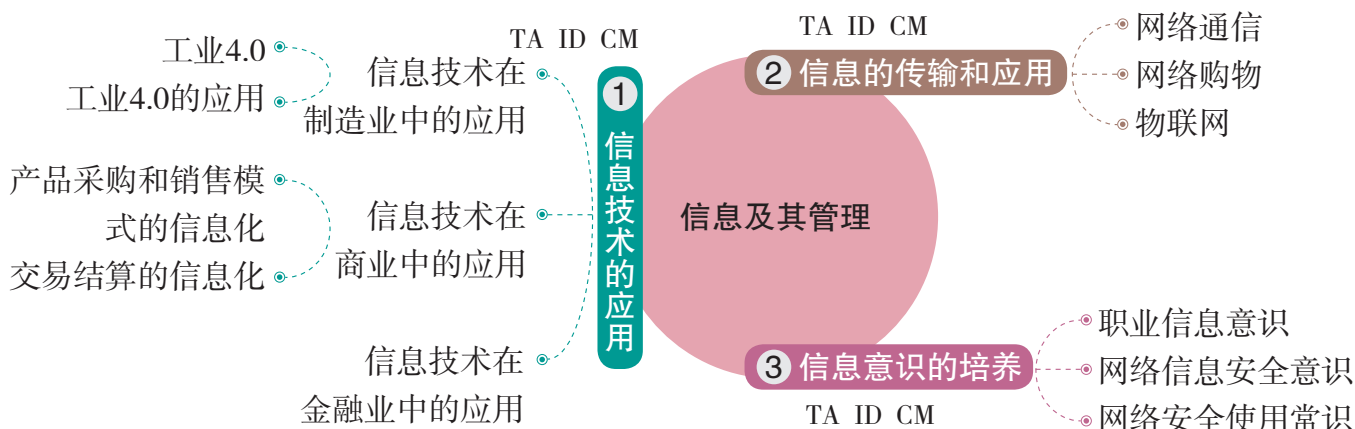 TA ID CM
① 信息技术的应用
信息技术在
制造业中的应用
工业4.0
工业4.0的应用
信息技术在
商业中的应用
产品采购和销售模
式的信息化
交易结算的信息化
信息技术在
金融业中的应用
信息及其管理
TA ID CM
② 信息的传输和应用
网络通信
网络购物
物联网
③ 信息意识的培养
TA ID CM
职业信息意识
网络信息安全意识
网络安全使用常识